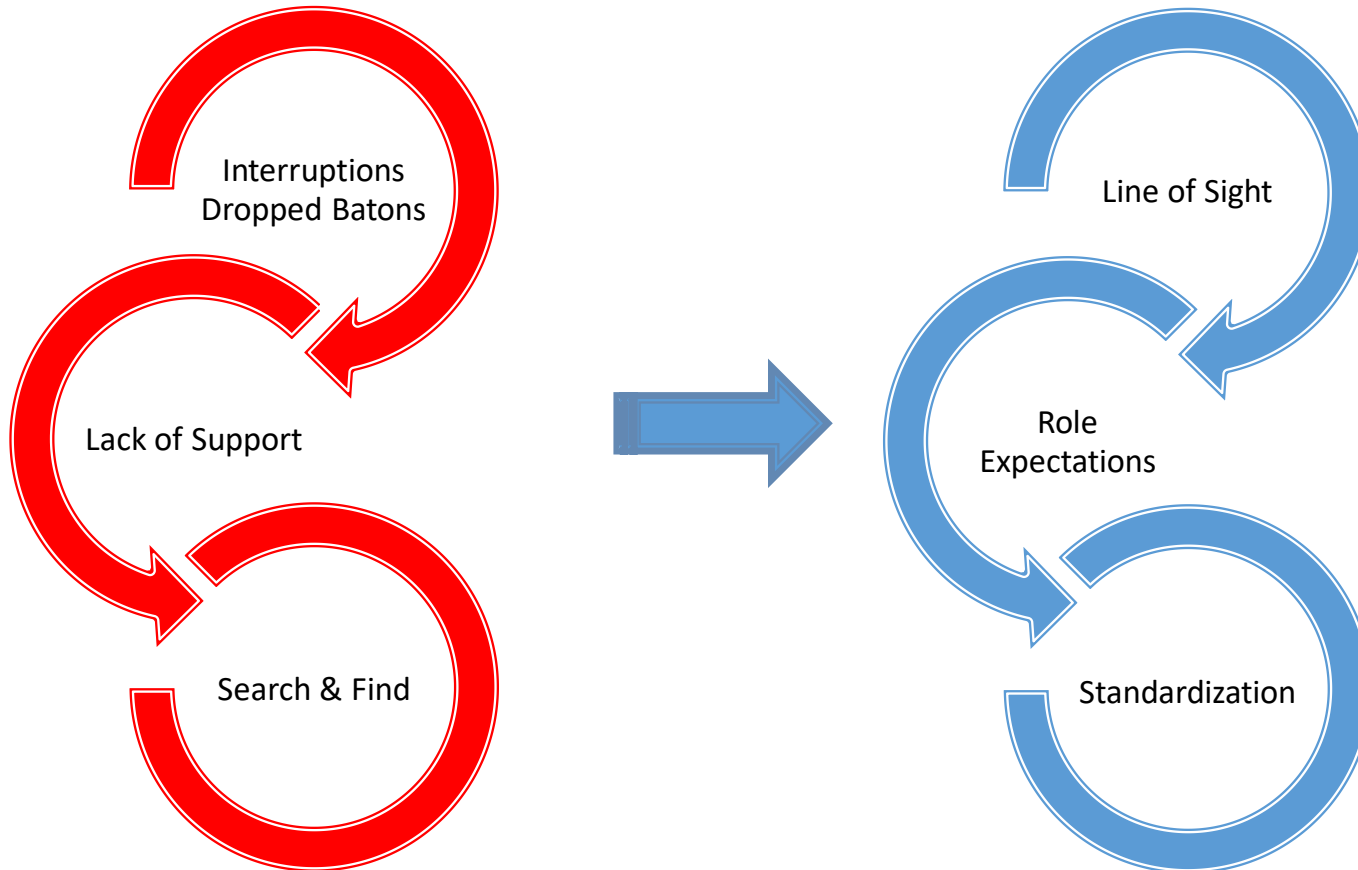 Interruptions
Dropped Batons
Lack of Support
Search & Find
Line of Sight
Role
Expectations
Standardization